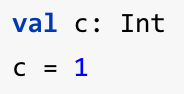 val c: Int
c = 1